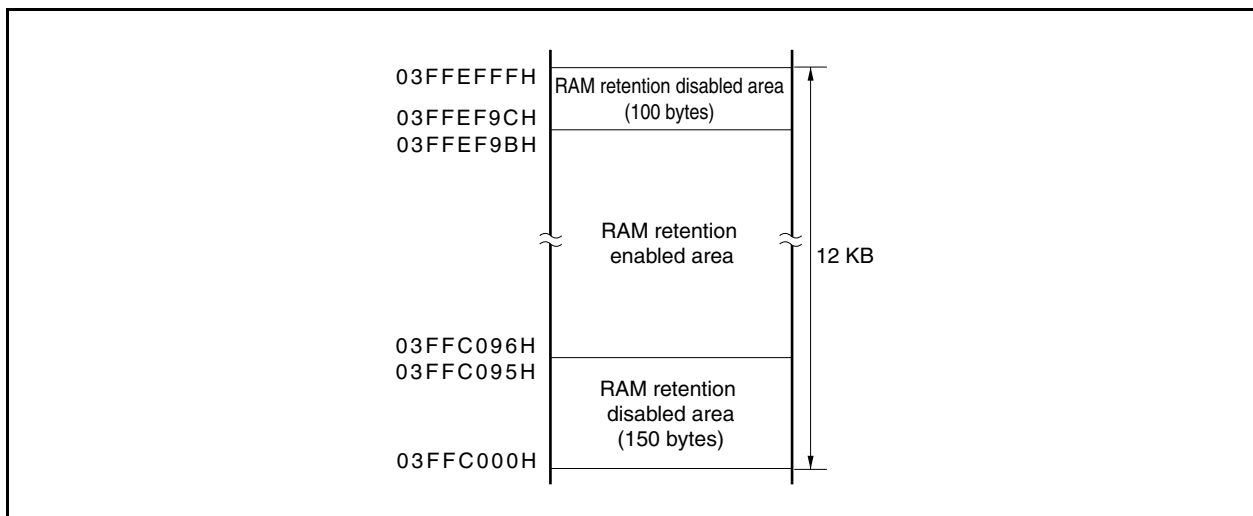 03FFEFFFH
RAM retention disabled area
(100 bytes)
03FFEF9CH
03FFEF9BH
RAM retention
enabled area
12 KB
03FFC096H
03FFC095H
RAM retention
disabled area
(150 bytes)
03FFC000H